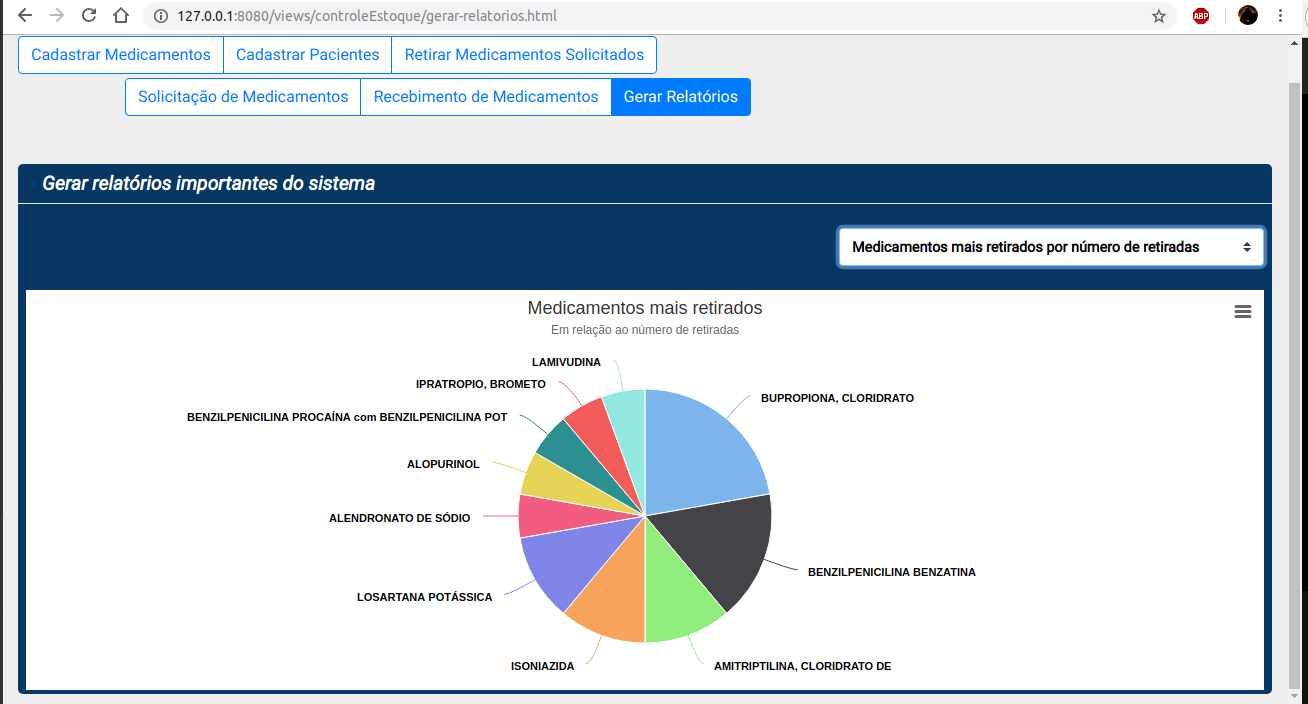 127.0.0.1:8080/views/controleEstoque/gerar-relatorios.html
ABP
Cadastrar Medicamentos
Cadastrar Pacientes
Retirar Medicamentos Solicitados
Solicitação de Medicamentos
Recebimento de Medicamentos
Gerar Relatórios
Gerar relatórios importantes do sistema
Medicamentos mais retirados por número de retiradas
Medicamentos mais retirados
Em relação ao número de retiradas
LAMIVUDINA
IPRATROPIO, BROMETO
BUPROPIONA, CLORIDRATO
BENZILPENICILINA PROCAÍNA com BENZILPENICILINA POT
ALOPURINOL
ALENDRONATO DE SÓDIO
BENZILPENICILINA BENZATINA
LOSARTANA POTÁSSICA
ISONIAZIDA
AMITRIPTILINA, CLORIDRATO DE